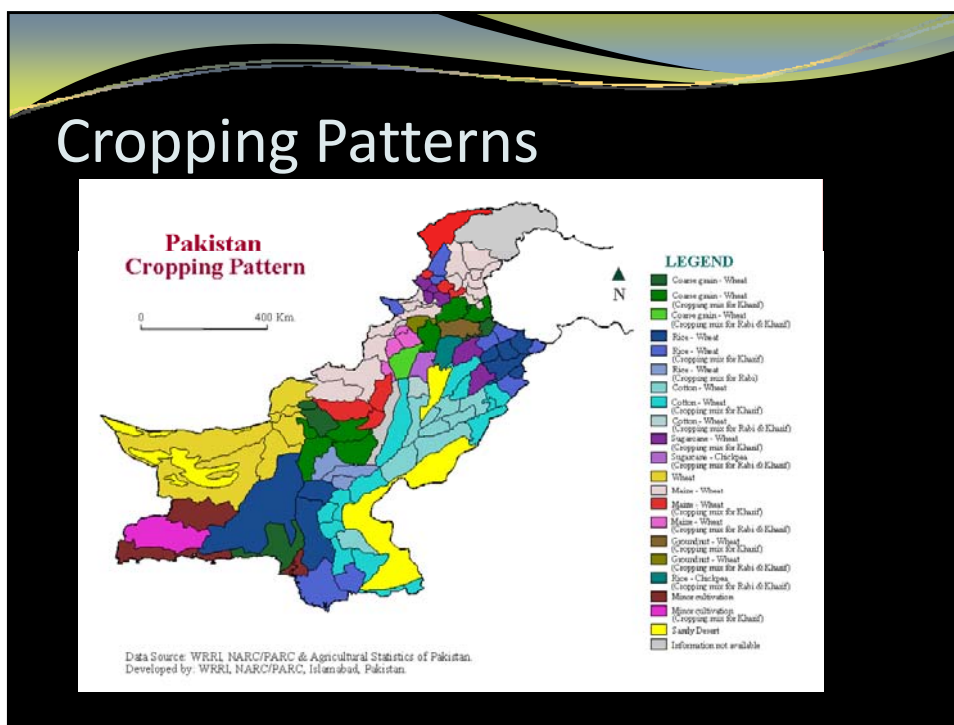 Cropping Patterns
Pakistan
Cropping Pattern
0 400 Km.
N
LEGEND
Coarse grain - Wheat
Coarse grain - Wheat
(Cropping mix for Kharif)
Coarse grain - Wheat
(Cropping mix for Rabi & Kharif)
Rice - Wheat
Rice - Wheat
(Cropping mix for Kharif)
Rice - Wheat
(Cropping mix for Rabi)
Cotton - Wheat
Cotton - Wheat
(Cropping mix for Kharif)
Cotton - Wheat
(Cropping mix for Rabi & Kharif)
Sugarcane - Wheat
(Cropping mix for Kharif)
Sugarcane - Chickpea
(Cropping mix for Rabi & Kharif)
Wheat
Maize - Wheat
Maize - Wheat
(Cropping mix for Kharif)
Maize - Wheat
(Cropping mix for Rabi & Kharif)
Groundnut - Wheat
(Cropping mix for Kharif)
Groundnut - Wheat
(Cropping mix for Rabi & Kharif)
Rice - Chickpea
(Cropping mix for Rabi & Kharif)
Minor cultivation
Minor cultivation
(Cropping mix for Kharif)
Sandy Desert
Information not available
Data Source: WRRI, NARC/PARC & Agricultural Statistics of Pakistan.
Developed by: WRRI, NARC/PARC, Islamabad, Pakistan.